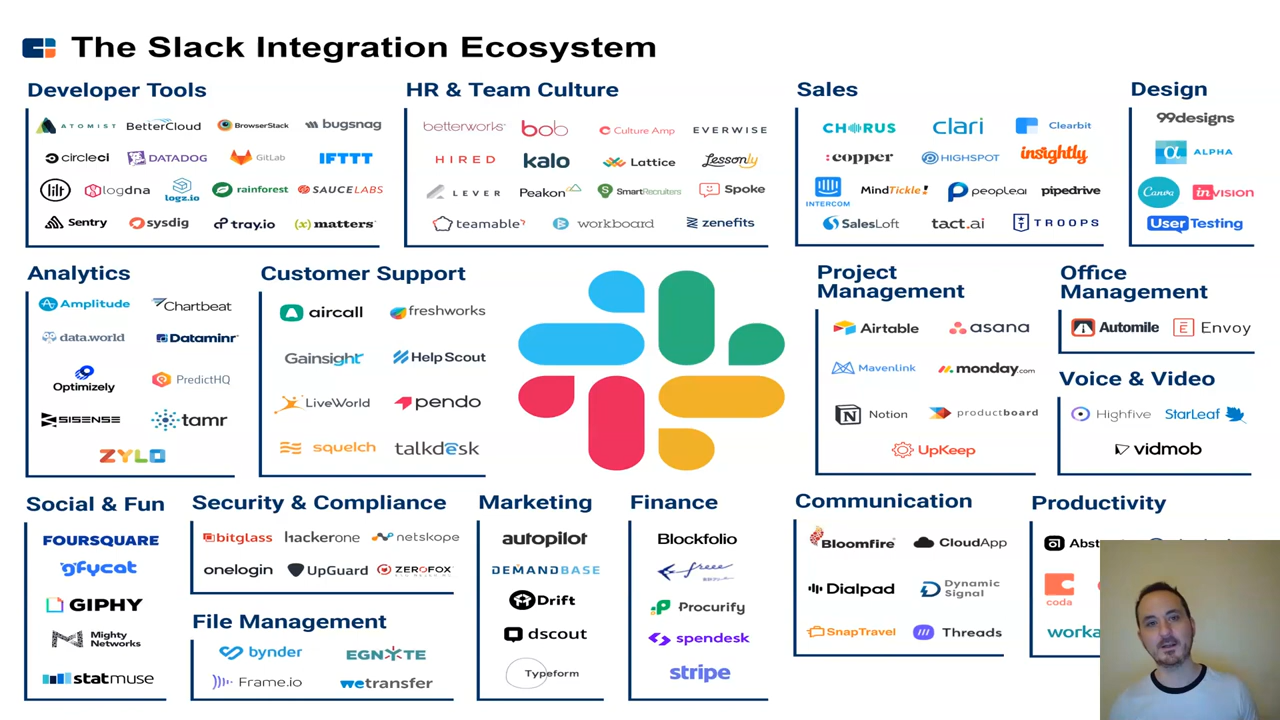 The Slack Integration Ecosystem
Developer Tools
ATOMIST BetterCloud BrowserStack bugsnag
circleci DATADOG GitLab IFTTT
lilt logdna logz.io rainforest SAUCELABS
Sentry sysdig tray.io (x)matters
HR & Team Culture
betterworks bob Culture Amp EVERWISE
HIRED kalo Lattice Lessonly
LEVER Peakon SmartRecruiters Spoke
teamable workboard zenefits
Sales
CHORUS clari Clearbit
:copper HIGHSPOT insightly
INTERCOM MindTickle! people.ai pipedrive
SalesLoft tact.ai TROOPS
Design
99designs
α ALPHA
Canva in VISION
UserTesting
Analytics
Amplitude Chartbeat
data.world Dataminr
Optimizely PredictHQ
SISENSE tamr
ZYLO
Customer Support
aircall freshworks
Gainsight HelpScout
LiveWorld pendo
squelch talkdesk
Project
Management
Airtable asana
Mavenlink monday.com
Notion productboard
UpKeep
Office
Management
Automile Envoy
Voice & Video
Highfive StarLeaf
vidmob
Social & Fun
FOURSQUARE
gfycat
GIPHY
Mighty
Networks
statmuse
Security & Compliance
bitglass hackerone netskope
onelogin UpGuard ZEROFOX
File Management
bynder EGNYTE
Frame.io wetransfer
Marketing
autopilot
DEMANDBASE
Drift
dscout
Typeform
Finance
Blockfolio
freee
Procurify
spendesk
stripe
Communication
Bloomfire CloudApp
Dialpad Dynamic
Signal
SnapTravel Threads
Productivity
Abst
coda
worka